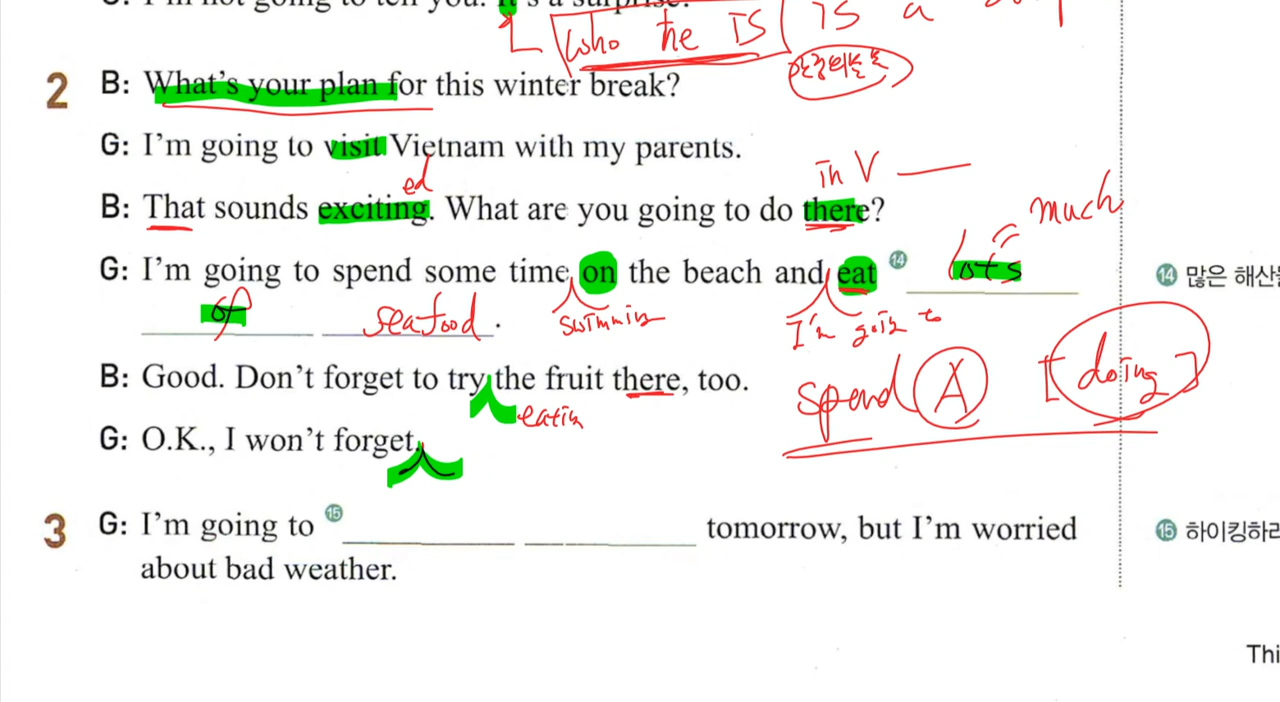 who he is is a
2 B: What's your plan for this winter break?
G: I'm going to visit Vietnam with my parents.
ed in V
B: That sounds exciting. What are you going to do there?
much
G: I'm going to spend some time on the beach and eat ⑭ lots
of seafood.
⑭ 많은 해산
swimming I'm going to
B: Good. Don't forget to try the fruit there, too.
spend A [doing]
eating
G: O.K., I won't forget.
3 G: I'm going to ⑮ ________ ________ tomorrow, but I'm worried
⑮ 하이킹하러
about bad weather.
Thi